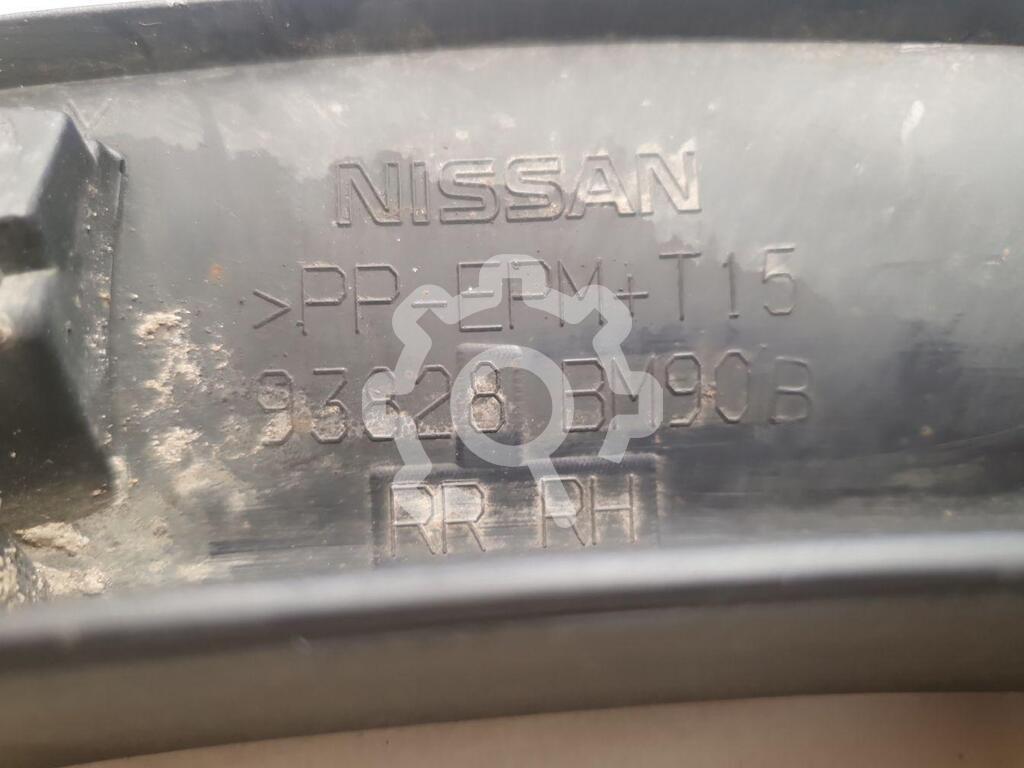 NISSAN
>PP-EPM+T15
93828 BM90B
RR RH